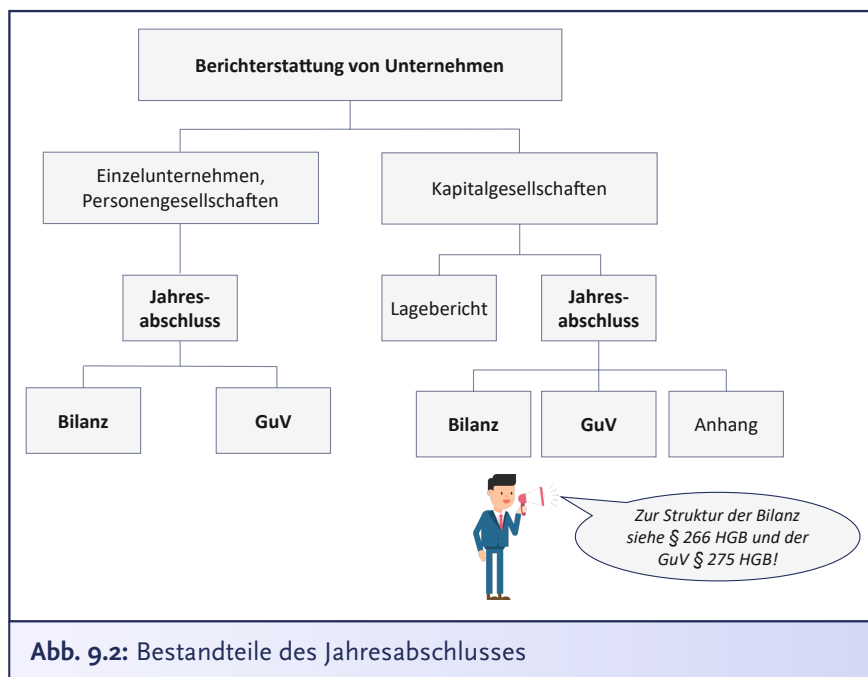 Berichterstattung von Unternehmen
Einzelunternehmen,
Personengesellschaften
Kapitalgesellschaften
Jahres-
abschluss
Lagebericht
Jahres-
abschluss
Bilanz
GuV
Bilanz
GuV
Anhang
Zur Struktur der Bilanz
siehe § 266 HGB und der
GuV § 275 HGB!
Abb. 9.2: Bestandteile des Jahresabschlusses